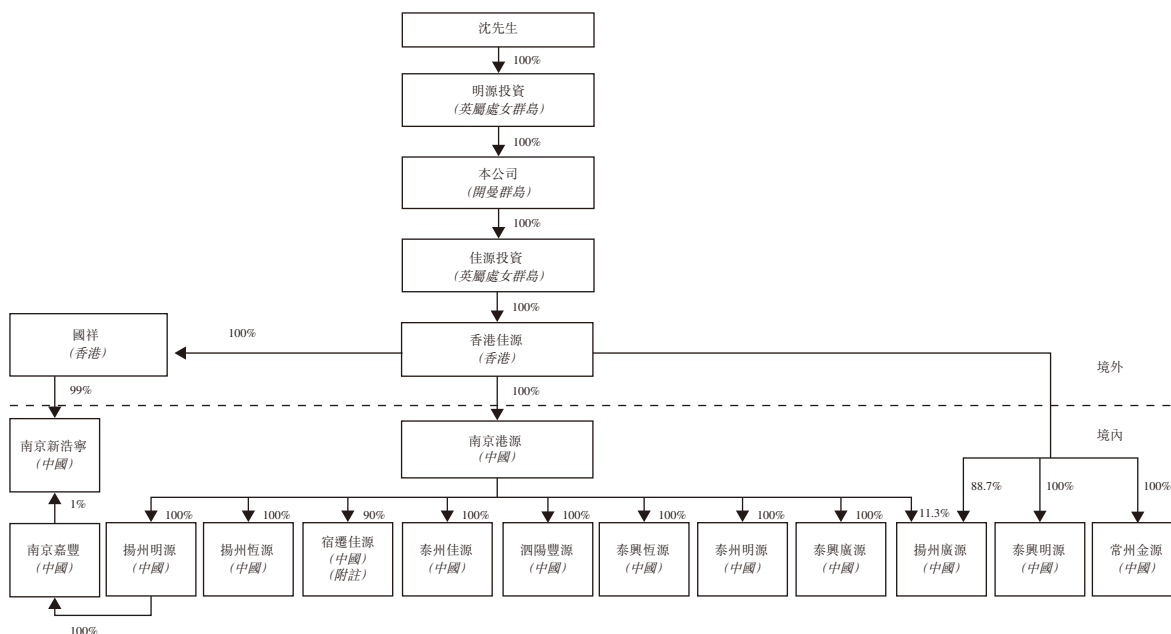 沈先生
100%
明源投資
(英屬處女群島)
100%
本公司
(開曼群島)
100%
佳源投資
(英屬處女群島)
100%
國祥
(香港)
100%
香港佳源
(香港)
境外
99%
100%
境內
南京新浩寧
(中國)
南京港源
(中國)
88.7%
100%
100%
1%
100%
100%
90%
100%
100%
100%
100%
100%
11.3%
南京嘉豐
(中國)
揚州明源
(中國)
揚州恆源
(中國)
宿遷佳源
(中國)
(附註)
泰州佳源
(中國)
泗陽豐源
(中國)
泰興恆源
(中國)
泰州明源
(中國)
泰興廣源
(中國)
揚州廣源
(中國)
泰興明源
(中國)
常州金源
(中國)
100%